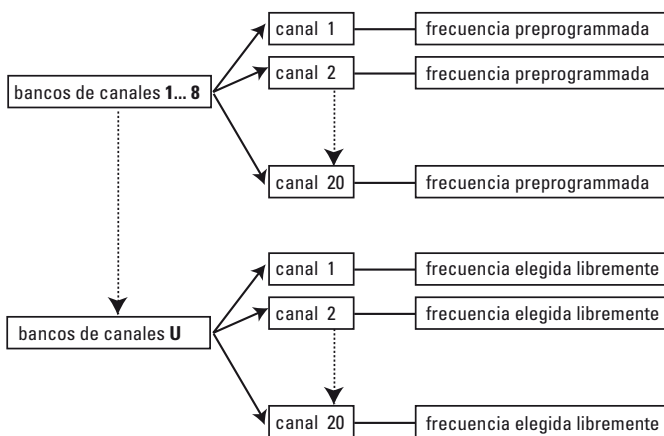 canal 1 frecuencia preprogrammada
canal 2 frecuencia preprogrammada
bancos de canales 1... 8
canal 20 frecuencia preprogrammada
canal 1 frecuencia elegida libremente
canal 2 frecuencia elegida libremente
bancos de canales U
canal 20 frecuencia elegida libremente